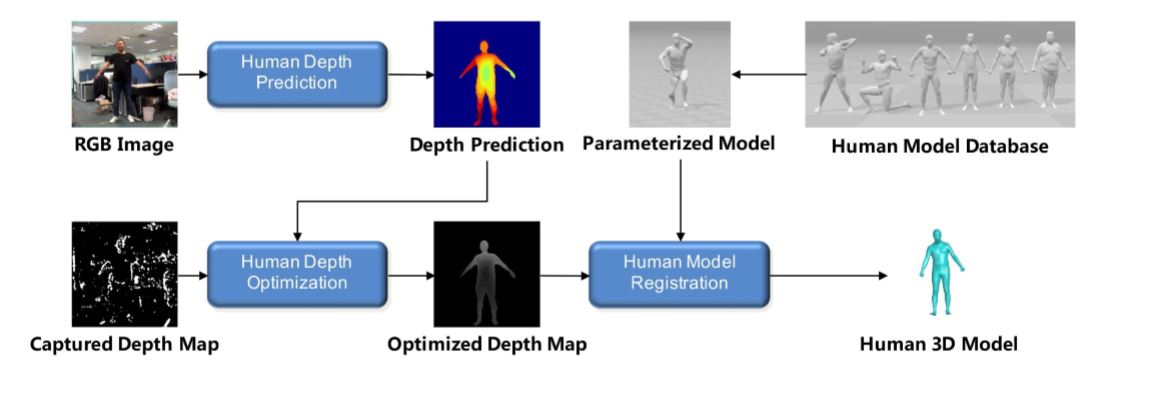 Human Depth
Prediction
RGB Image
Depth Prediction
Parameterized Model
Human Model Database
Human Depth
Optimization
Human Model
Registration
Captured Depth Map
Optimized Depth Map
Human 3D Model